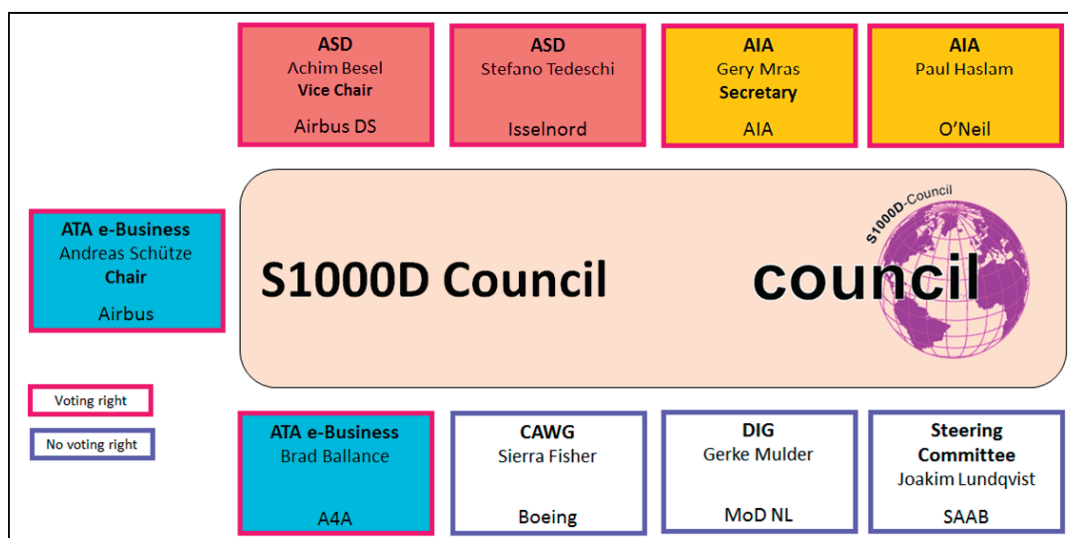 ASD
Achim Besel
Vice Chair
Airbus DS
ASD
Stefano Tedeschi
Isselnord
AIA
Gery Mras
Secretary
AIA
AIA
Paul Haslam
O'Neil
ATA e-Business
Andreas Schütze
Chair
Airbus
S1000D Council
S1000D-Council
council
Voting right
No voting right
ATA e-Business
Brad Ballance
A4A
CAWG
Sierra Fisher
Boeing
DIG
Gerke Mulder
MoD NL
Steering
Committee
Joakim Lundqvist
SAAB